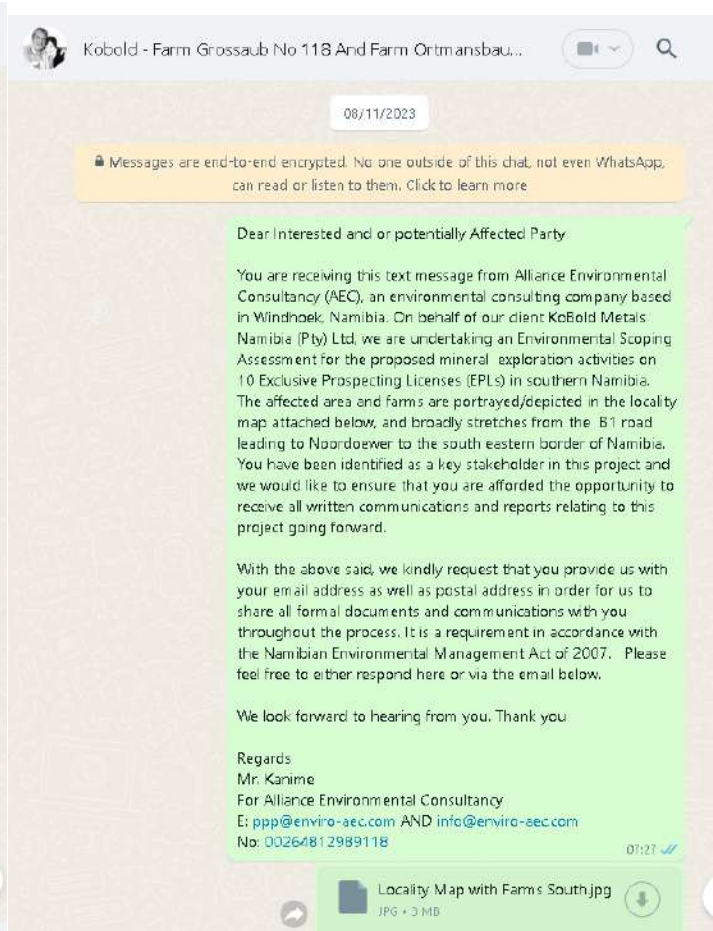 Kobold - Farm Grossaub No 118 And Farm Ortmansbau...
08/11/2023
Messages are end-to-end encrypted. No one outside of this chat, not even WhatsApp,
can read or listen to them. Click to learn more
Dear Interested and or potentially Affected Party
You are receiving this text message from Alliance Environmental
Consultancy (AEC), an environmental consulting company based
in Windhoek, Namibia. On behalf of our client KoBold Metals
Namibia (Pty) Ltd, we are undertaking an Environmental Scoping
Assessment for the proposed mineral exploration activities on
10 Exclusive Prospecting Licenses (EPLs) in southern Namibia.
The affected area and farms are portrayed/depicted in the locality
map attached below, and broadly stretches from the B1 road
leading to Noordoewer to the south eastern border of Namibia.
You have been identified as a key stakeholder in this project and
we would like to ensure that you are afforded the opportunity to
receive all written communications and reports relating to this
project going forward.
With the above said, we kindly request that you provide us with
your email address as well as postal address in order for us to
share all formal documents and communications with you
throughout the process. It is a requirement in accordance with
the Namibian Environmental Management Act of 2007. Please
feel free to either respond here or via the email below.
We look forward to hearing from you. Thank you
Regards
Mr. Kanime
For Alliance Environmental Consultancy
E: ppp@enviro-aec.com AND info@enviro-aec.com
No: 00264812989118
07:27
Locality Map with Farms South.jpg
JPG • 3 MB